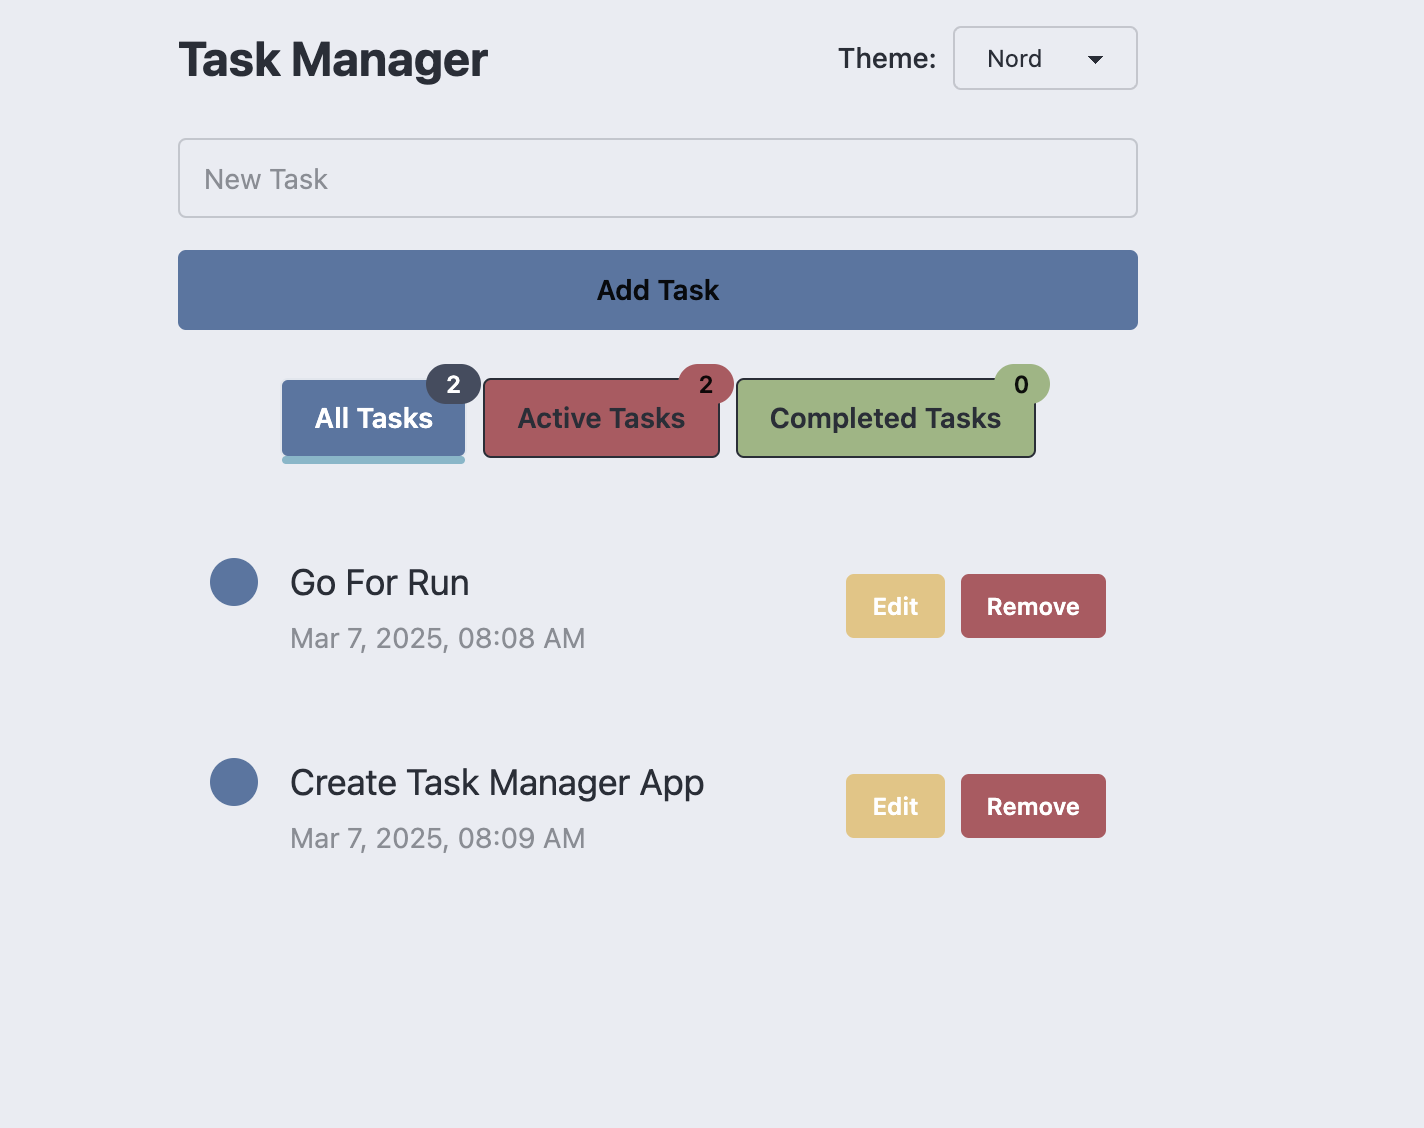 Task Manager
Theme: Nord
New Task
Add Task
All Tasks 2
Active Tasks 2
Completed Tasks 0
Go For Run
Mar 7, 2025, 08:08 AM
Edit Remove
Create Task Manager App
Mar 7, 2025, 08:09 AM
Edit Remove